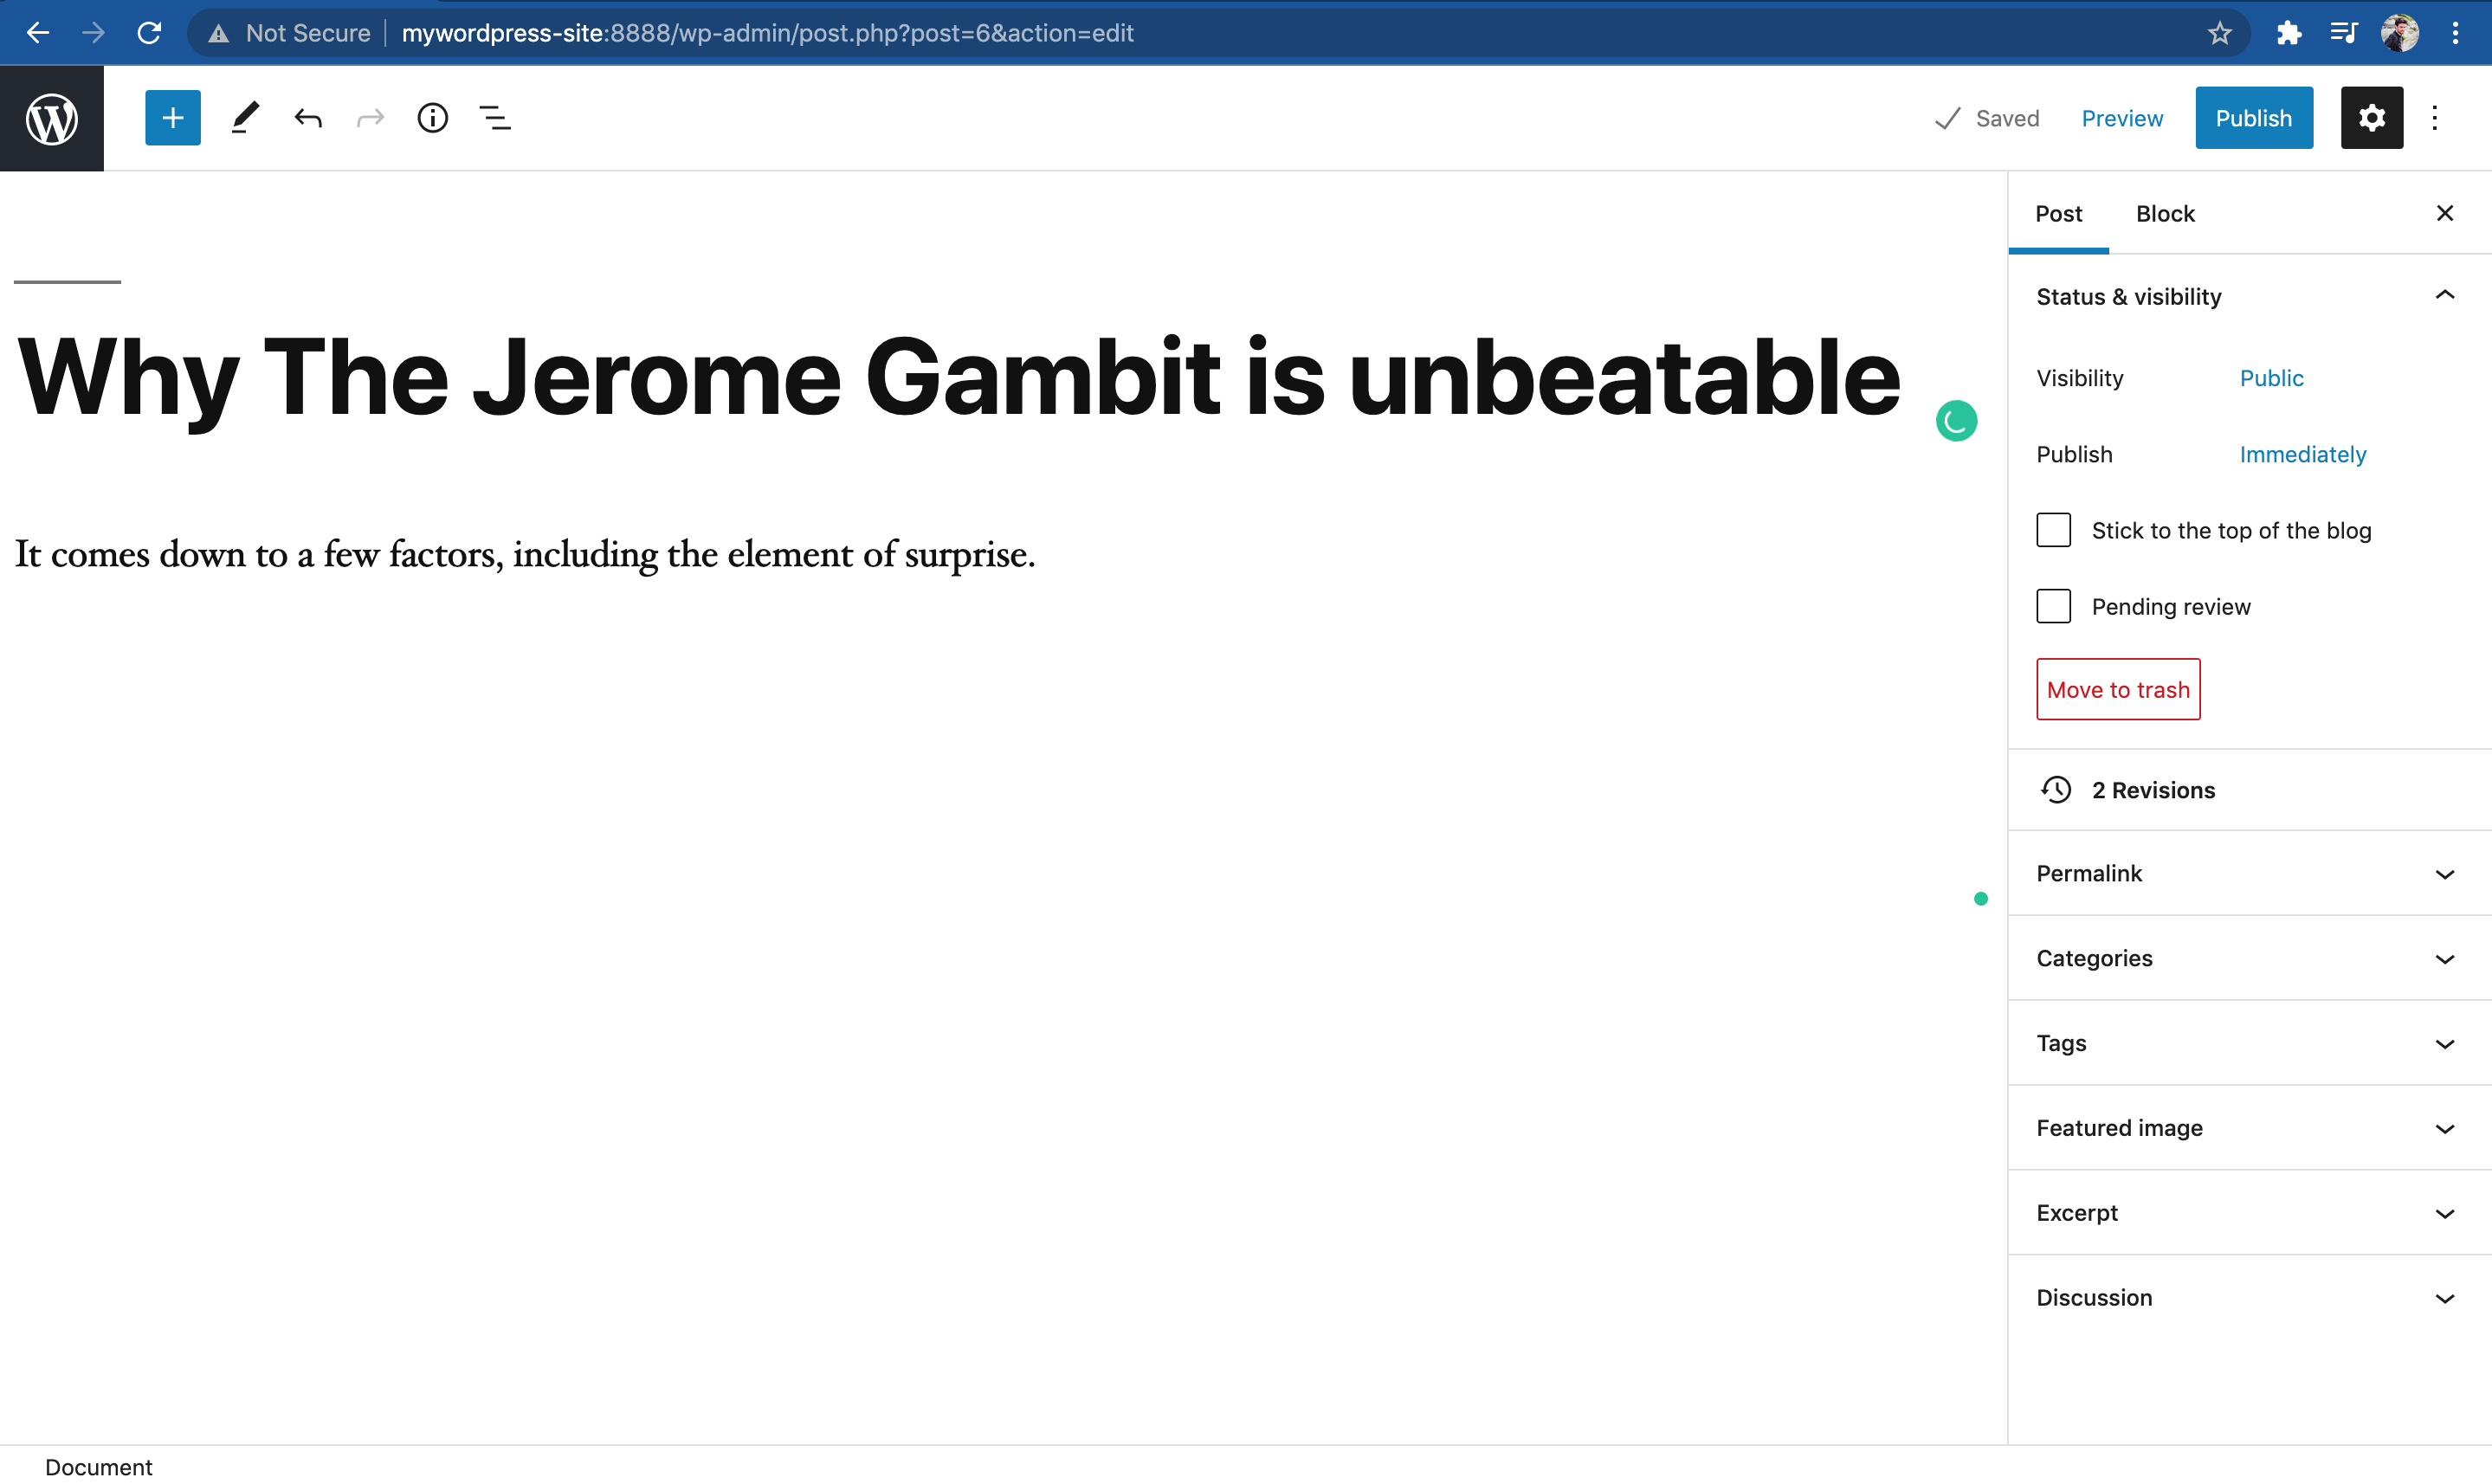 Not Secure mywordpress-site:8888/wp-admin/post.php?post=6&action=edit
Saved Preview Publish
Post Block
Status & visibility
Why The Jerome Gambit is unbeatable
Visibility Public
Publish Immediately
It comes down to a few factors, including the element of surprise.
Stick to the top of the blog
Pending review
Move to trash
2 Revisions
Permalink
Categories
Tags
Featured image
Excerpt
Discussion
Document